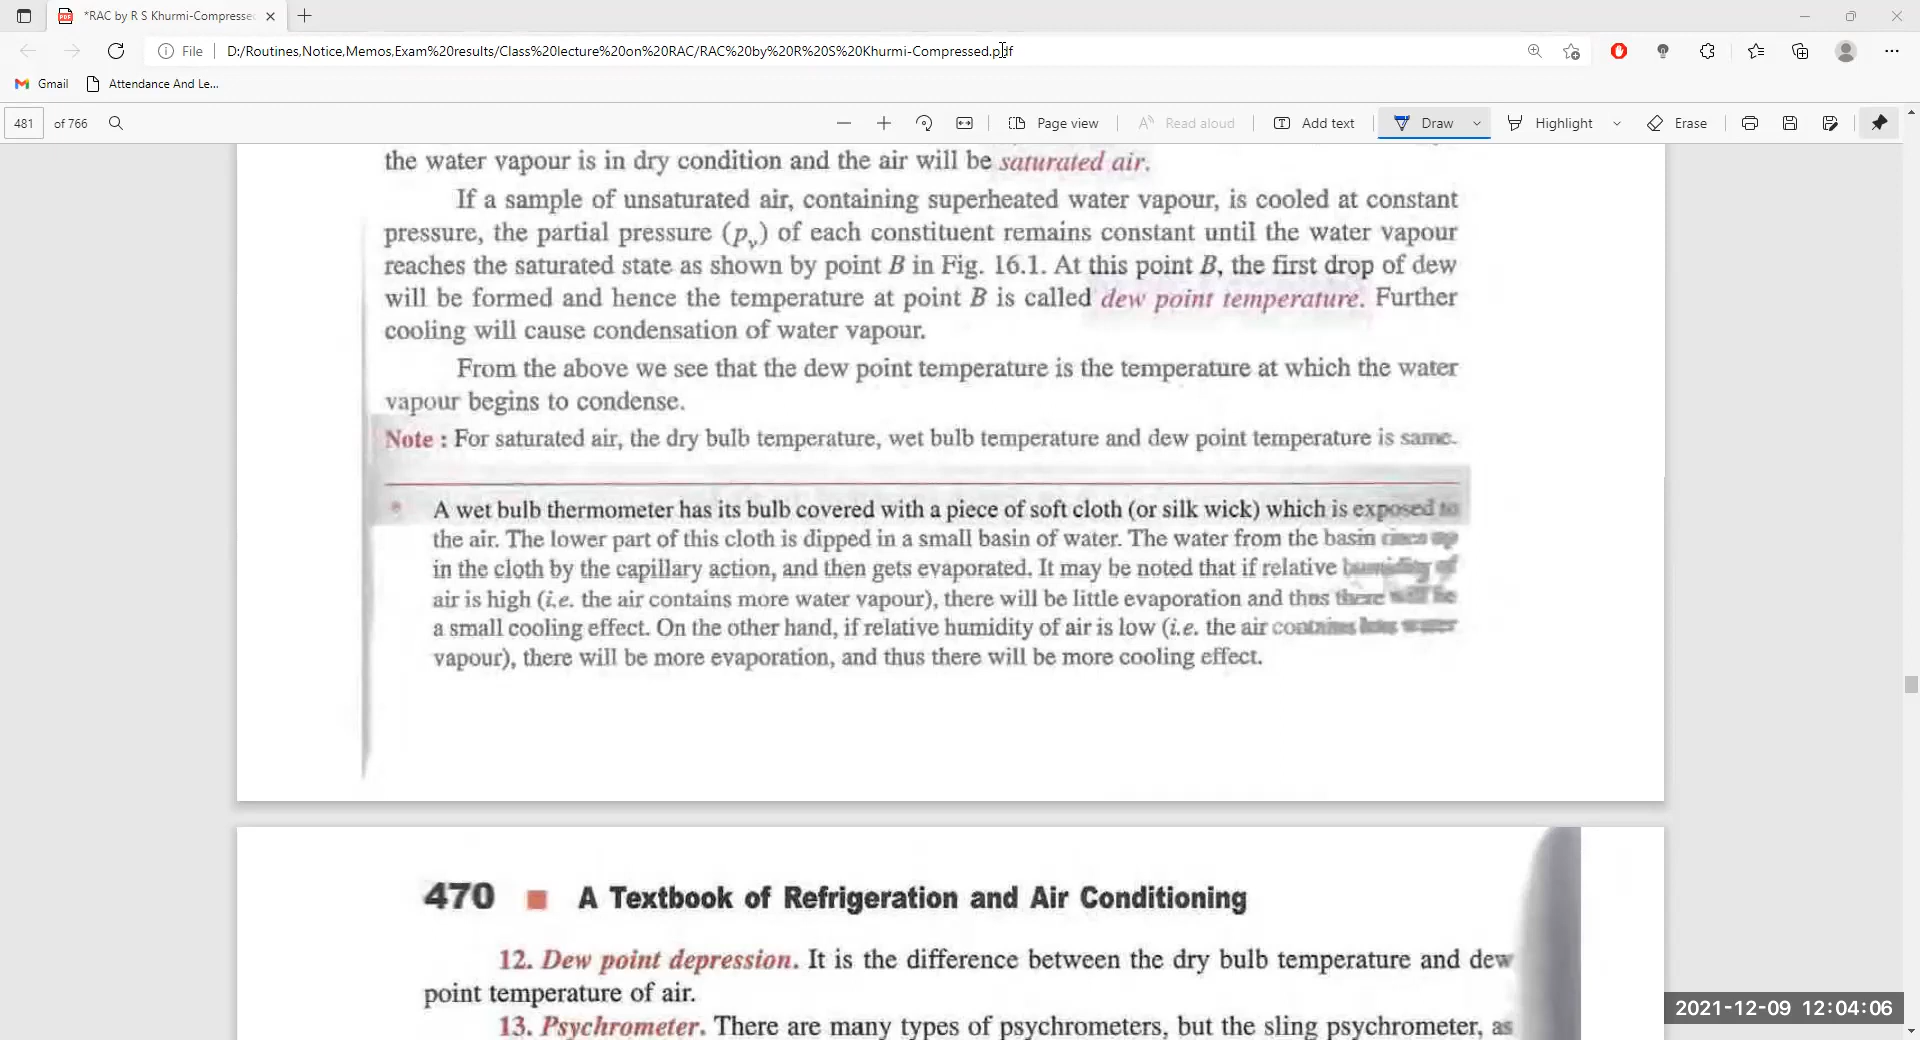 *RAC by R S Khurmi-Compressed
File
D:/Routines,Notice,Memos,Exam%20results/Class%20lecture%20on%20RAC/RAC%20by%20R%20S%20Khurmi-Compressed.pdf
Gmail
Attendance And Le...
481 of 766
Page view
Read aloud
Add text
Draw
Highlight
Erase
the water vapour is in dry condition and the air will be saturated air.
If a sample of unsaturated air, containing superheated water vapour, is cooled at constant
pressure, the partial pressure (pv) of each constituent remains constant until the water vapour
reaches the saturated state as shown by point B in Fig. 16.1. At this point B, the first drop of dew
will be formed and hence the temperature at point B is called dew point temperature. Further
cooling will cause condensation of water vapour.
From the above we see that the dew point temperature is the temperature at which the water
vapour begins to condense.
Note : For saturated air, the dry bulb temperature, wet bulb temperature and dew point temperature is same.
* A wet bulb thermometer has its bulb covered with a piece of soft cloth (or silk wick) which is exposed to
the air. The lower part of this cloth is dipped in a small basin of water. The water from the basin
in the cloth by the capillary action, and then gets evaporated. It may be noted that if relative humidity of
air is high (i.e. the air contains more water vapour), there will be little evaporation and thus there will be
a small cooling effect. On the other hand, if relative humidity of air is low (i.e. the air contains less water
vapour), there will be more evaporation, and thus there will be more cooling effect.
470 A Textbook of Refrigeration and Air Conditioning
12. Dew point depression. It is the difference between the dry bulb temperature and dew
point temperature of air.
13. Psychrometer. There are many types of psychrometers, but the sling psychrometer, as
2021-12-09 12:04:06